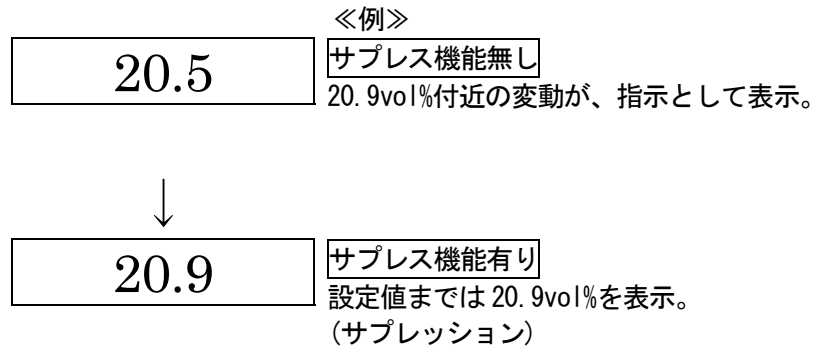 ≪例≫
20.5
サプレス機能無し
20.9vol%付近の変動が、指示として表示。
↓
20.9
サプレス機能有り
設定値までは 20.9vol%を表示。
(サプレッション)